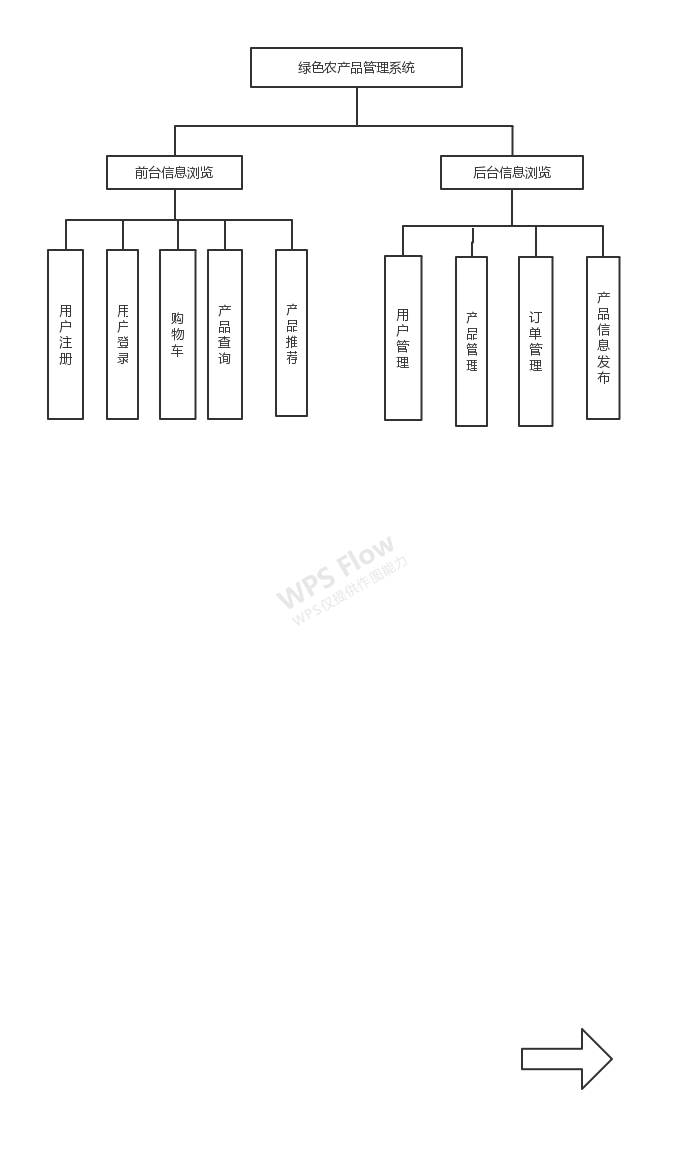 绿色农产品管理系统
前台信息浏览
后台信息浏览
用户注册
用户登录
购物车
产品查询
产品推荐
用户管理
产品管理
订单管理
产品信息发布
WPS Flow
WPS仅提供作图能力